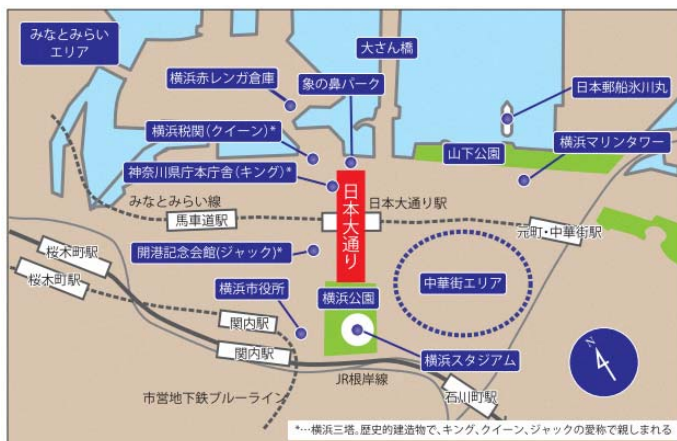 みなとみらい
エリア
大さん橋
横浜赤レンガ倉庫
象の鼻パーク
日本郵船氷川丸
横浜税関(クイーン)*
山下公園
横浜マリンタワー
神奈川県庁本庁舎(キング)*
みなとみらい線
馬車道駅
日本大通り
日本大通り駅
元町・中華街駅
開港記念会館(ジャック)*
桜木町駅
桜木町駅
中華街エリア
横浜市役所
横浜公園
関内駅
関内駅
横浜スタジアム
JR根岸線
市営地下鉄ブルーライン
石川町駅
N
*…横浜三塔。歴史的建造物で、キング、クイーン、ジャックの愛称で親しまれる